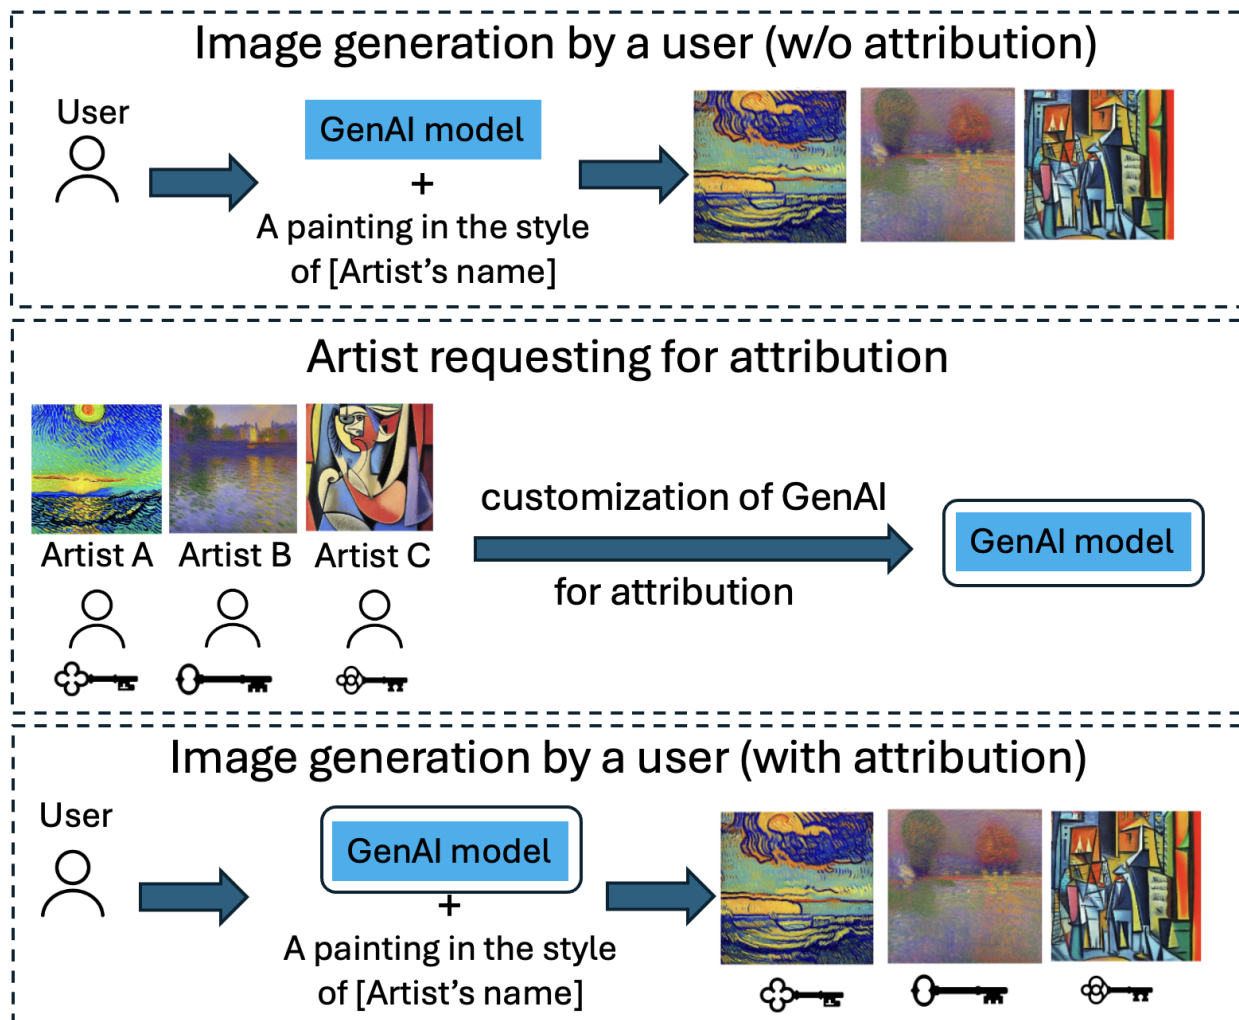 Image generation by a user (w/o attribution)
User
GenAI model
+
A painting in the style
of [Artist’s name]
Artist requesting for attribution
Artist A
Artist B
Artist C
customization of GenAI
for attribution
GenAI model
Image generation by a user (with attribution)
User
GenAI model
+
A painting in the style
of [Artist’s name]